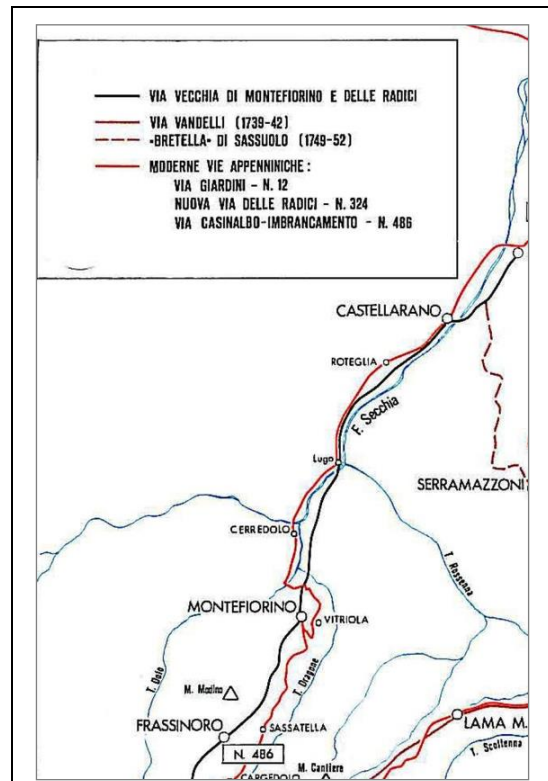 VIA VECCHIA DI MONTEFIORINO E DELLE RADICI
VIA VANDELLI (1739-42)
«BRETELLA» DI SASSUOLO (1749-52)
MODERNE VIE APPENNINICHE:
VIA GIARDINI - N. 12
NUOVA VIA DELLE RADICI - N. 324
VIA CASINALBO-IMBRANCAMENTO - N. 486
CASTELLARANO
ROTEGLIA
F. Secchia
Lugo
SERRAMAZZONI
CERREDOLO
T. Rossenna
MONTEFIORINO
VITRIOLA
T. Dolo
M. Modino
T. Dragone
FRASSINORO
SASSATELLA
LAMA M.
N. 486
M. Cantiere
T. Scoltenna
CARGEDOLO